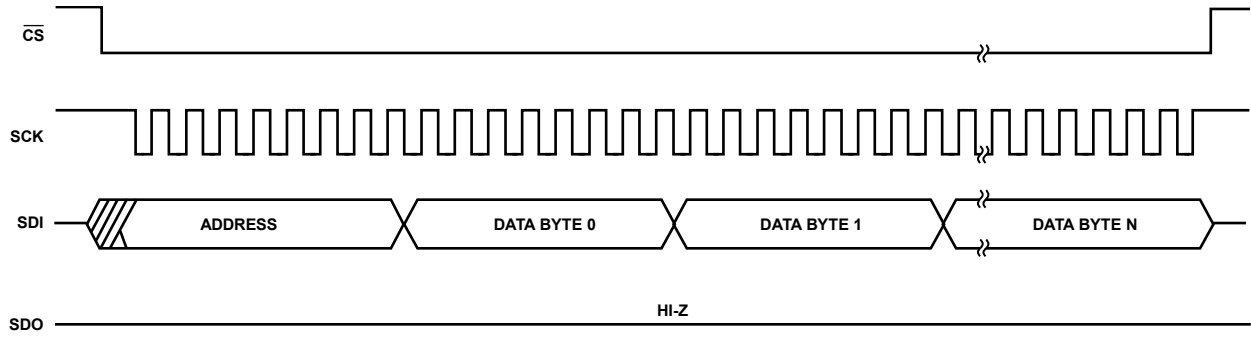 CS
SCK
SDI ADDRESS DATA BYTE 0 DATA BYTE 1 DATA BYTE N
HI-Z
SDO